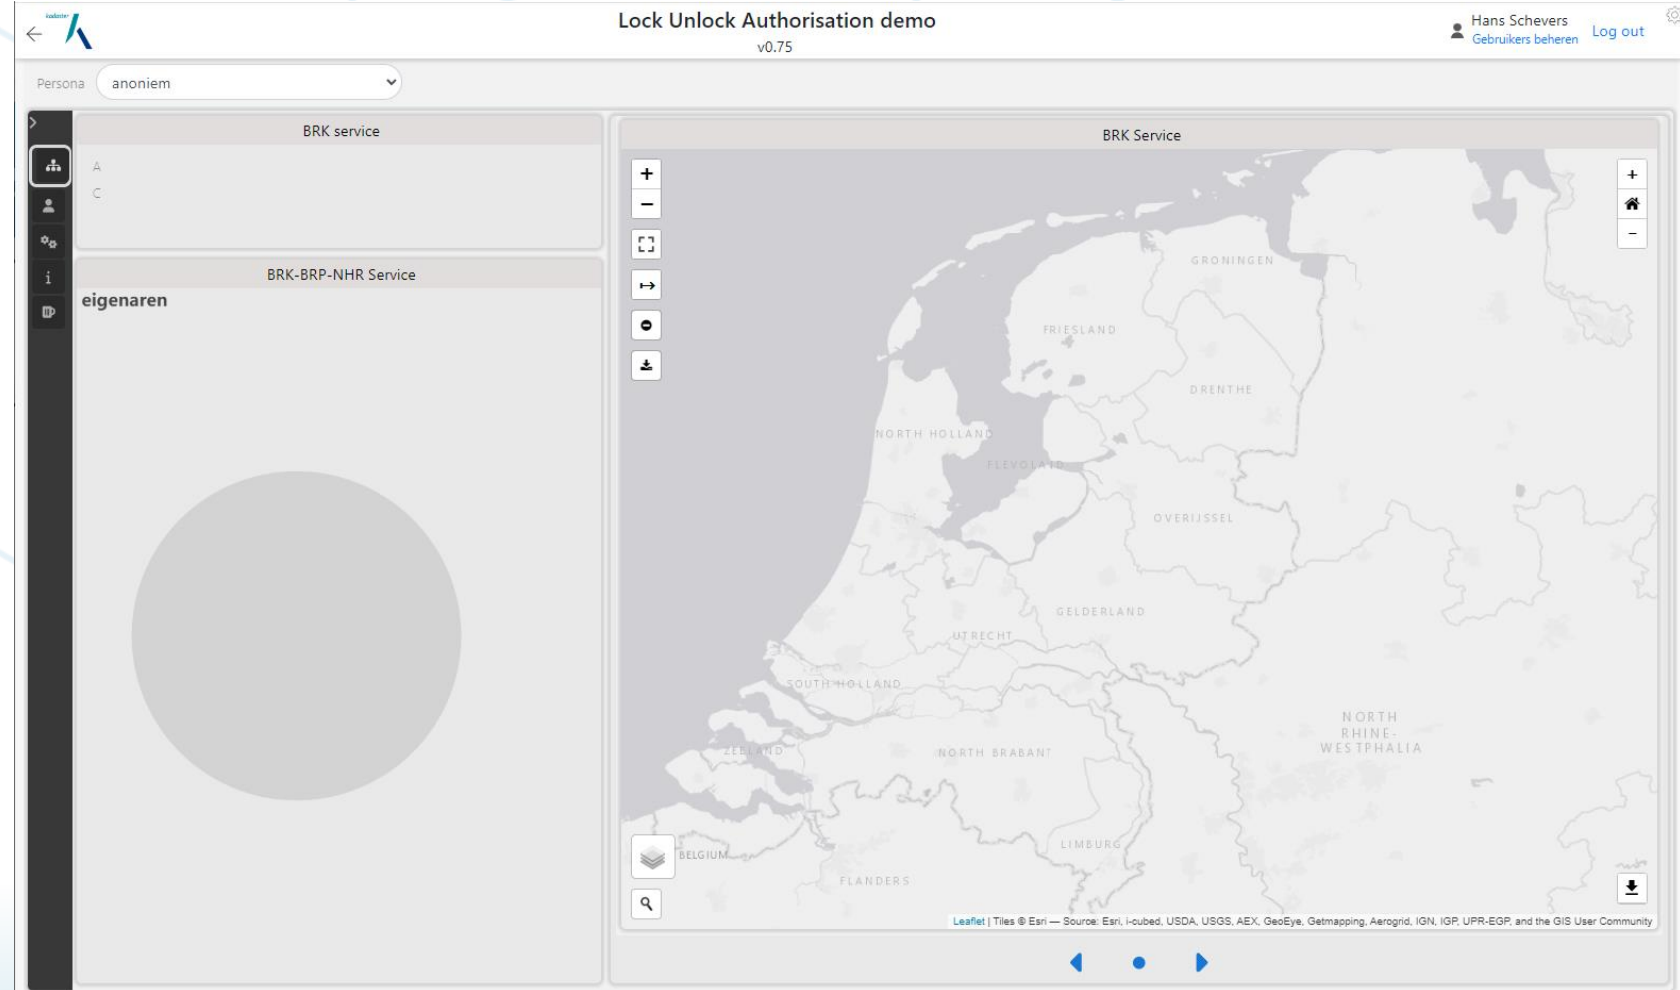 kadaster
Lock Unlock Authorisation demo
v0.75
Hans Schevers
Gebruikers beheren
Log out
Persona
anoniem
BRK service
A
C
BRK-BRP-NHR Service
eigenaren
BRK Service
GRONINGEN
FRIESLAND
DRENTHE
NORTH HOLLAND
FLEVOLAND
OVERIJSSEL
GELDERLAND
UTRECHT
SOUTH HOLLAND
NORTH
RHINE-
WESTPHALIA
ZEELAND
NORTH BRABANT
LIMBURG
BELGIUM
FLANDERS
Leaflet | Tiles © Esri — Source: Esri, i-cubed, USDA, USGS, AEX, GeoEye, Getmapping, Aerogrid, IGN, IGP, UPR-EGP, and the GIS User Community